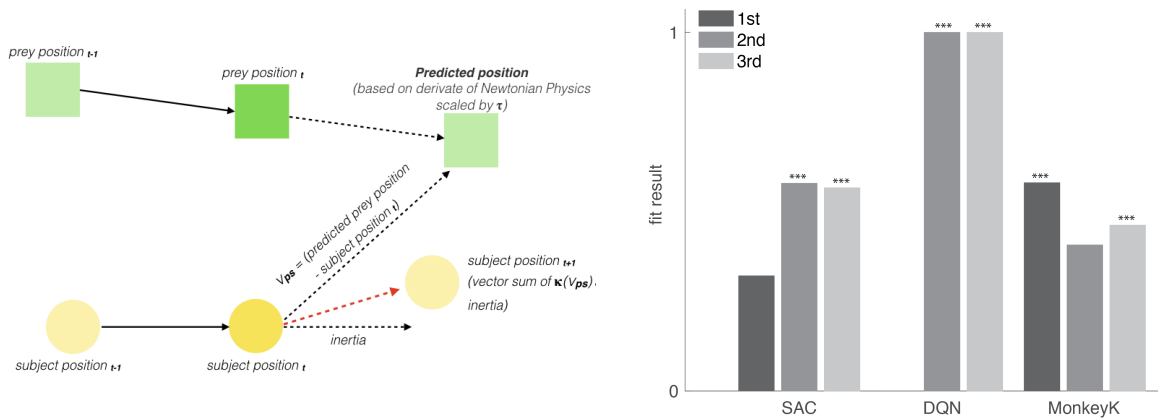 prey position t-1
prey position t
Predicted position
(based on derivate of Newtonian Physics
scaled by τ)
Vps = (predicted prey position
- subject position t)
subject position t+1
(vector sum of κ(Vps)
inertia)
inertia
subject position t-1
subject position t
1st
2nd
3rd
fit result
1
0
***
***
***
***
***
***
SAC
DQN
MonkeyK